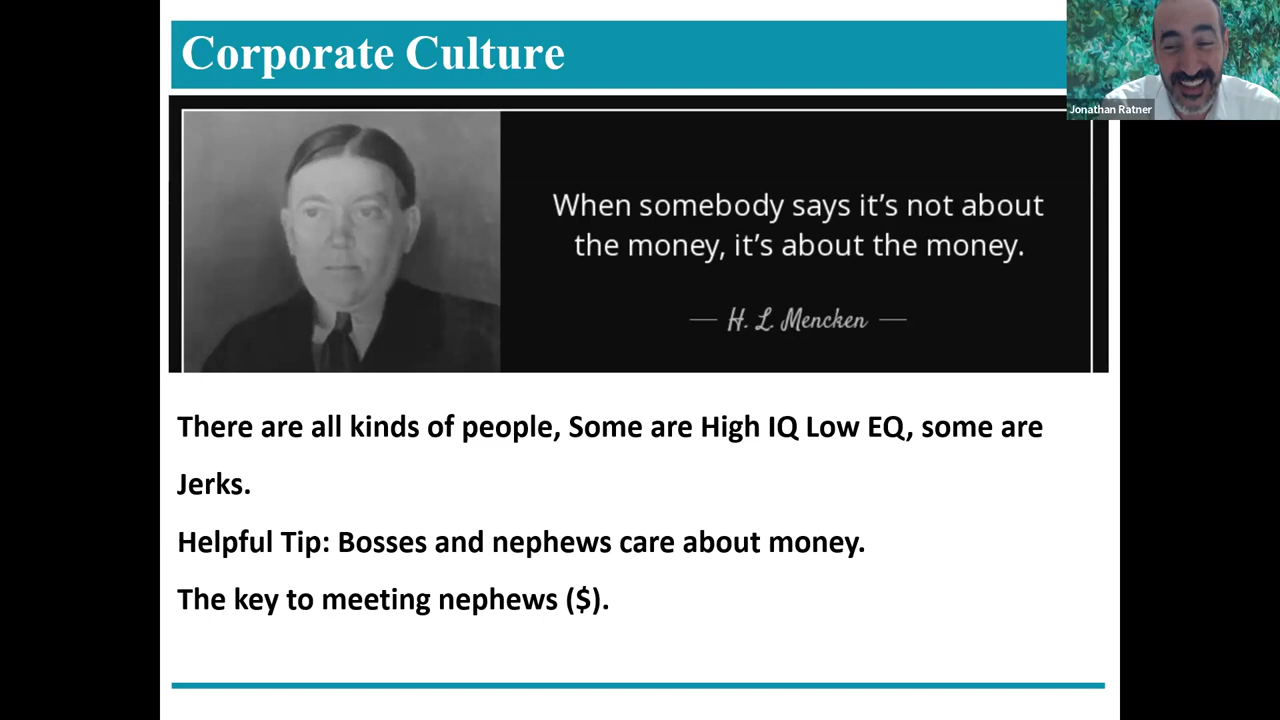 Corporate Culture
Jonathan Ratner
When somebody says it’s not about
the money, it’s about the money.
H. L. Mencken
There are all kinds of people, Some are High IQ Low EQ, some are
Jerks.
Helpful Tip: Bosses and nephews care about money.
The key to meeting nephews ($).